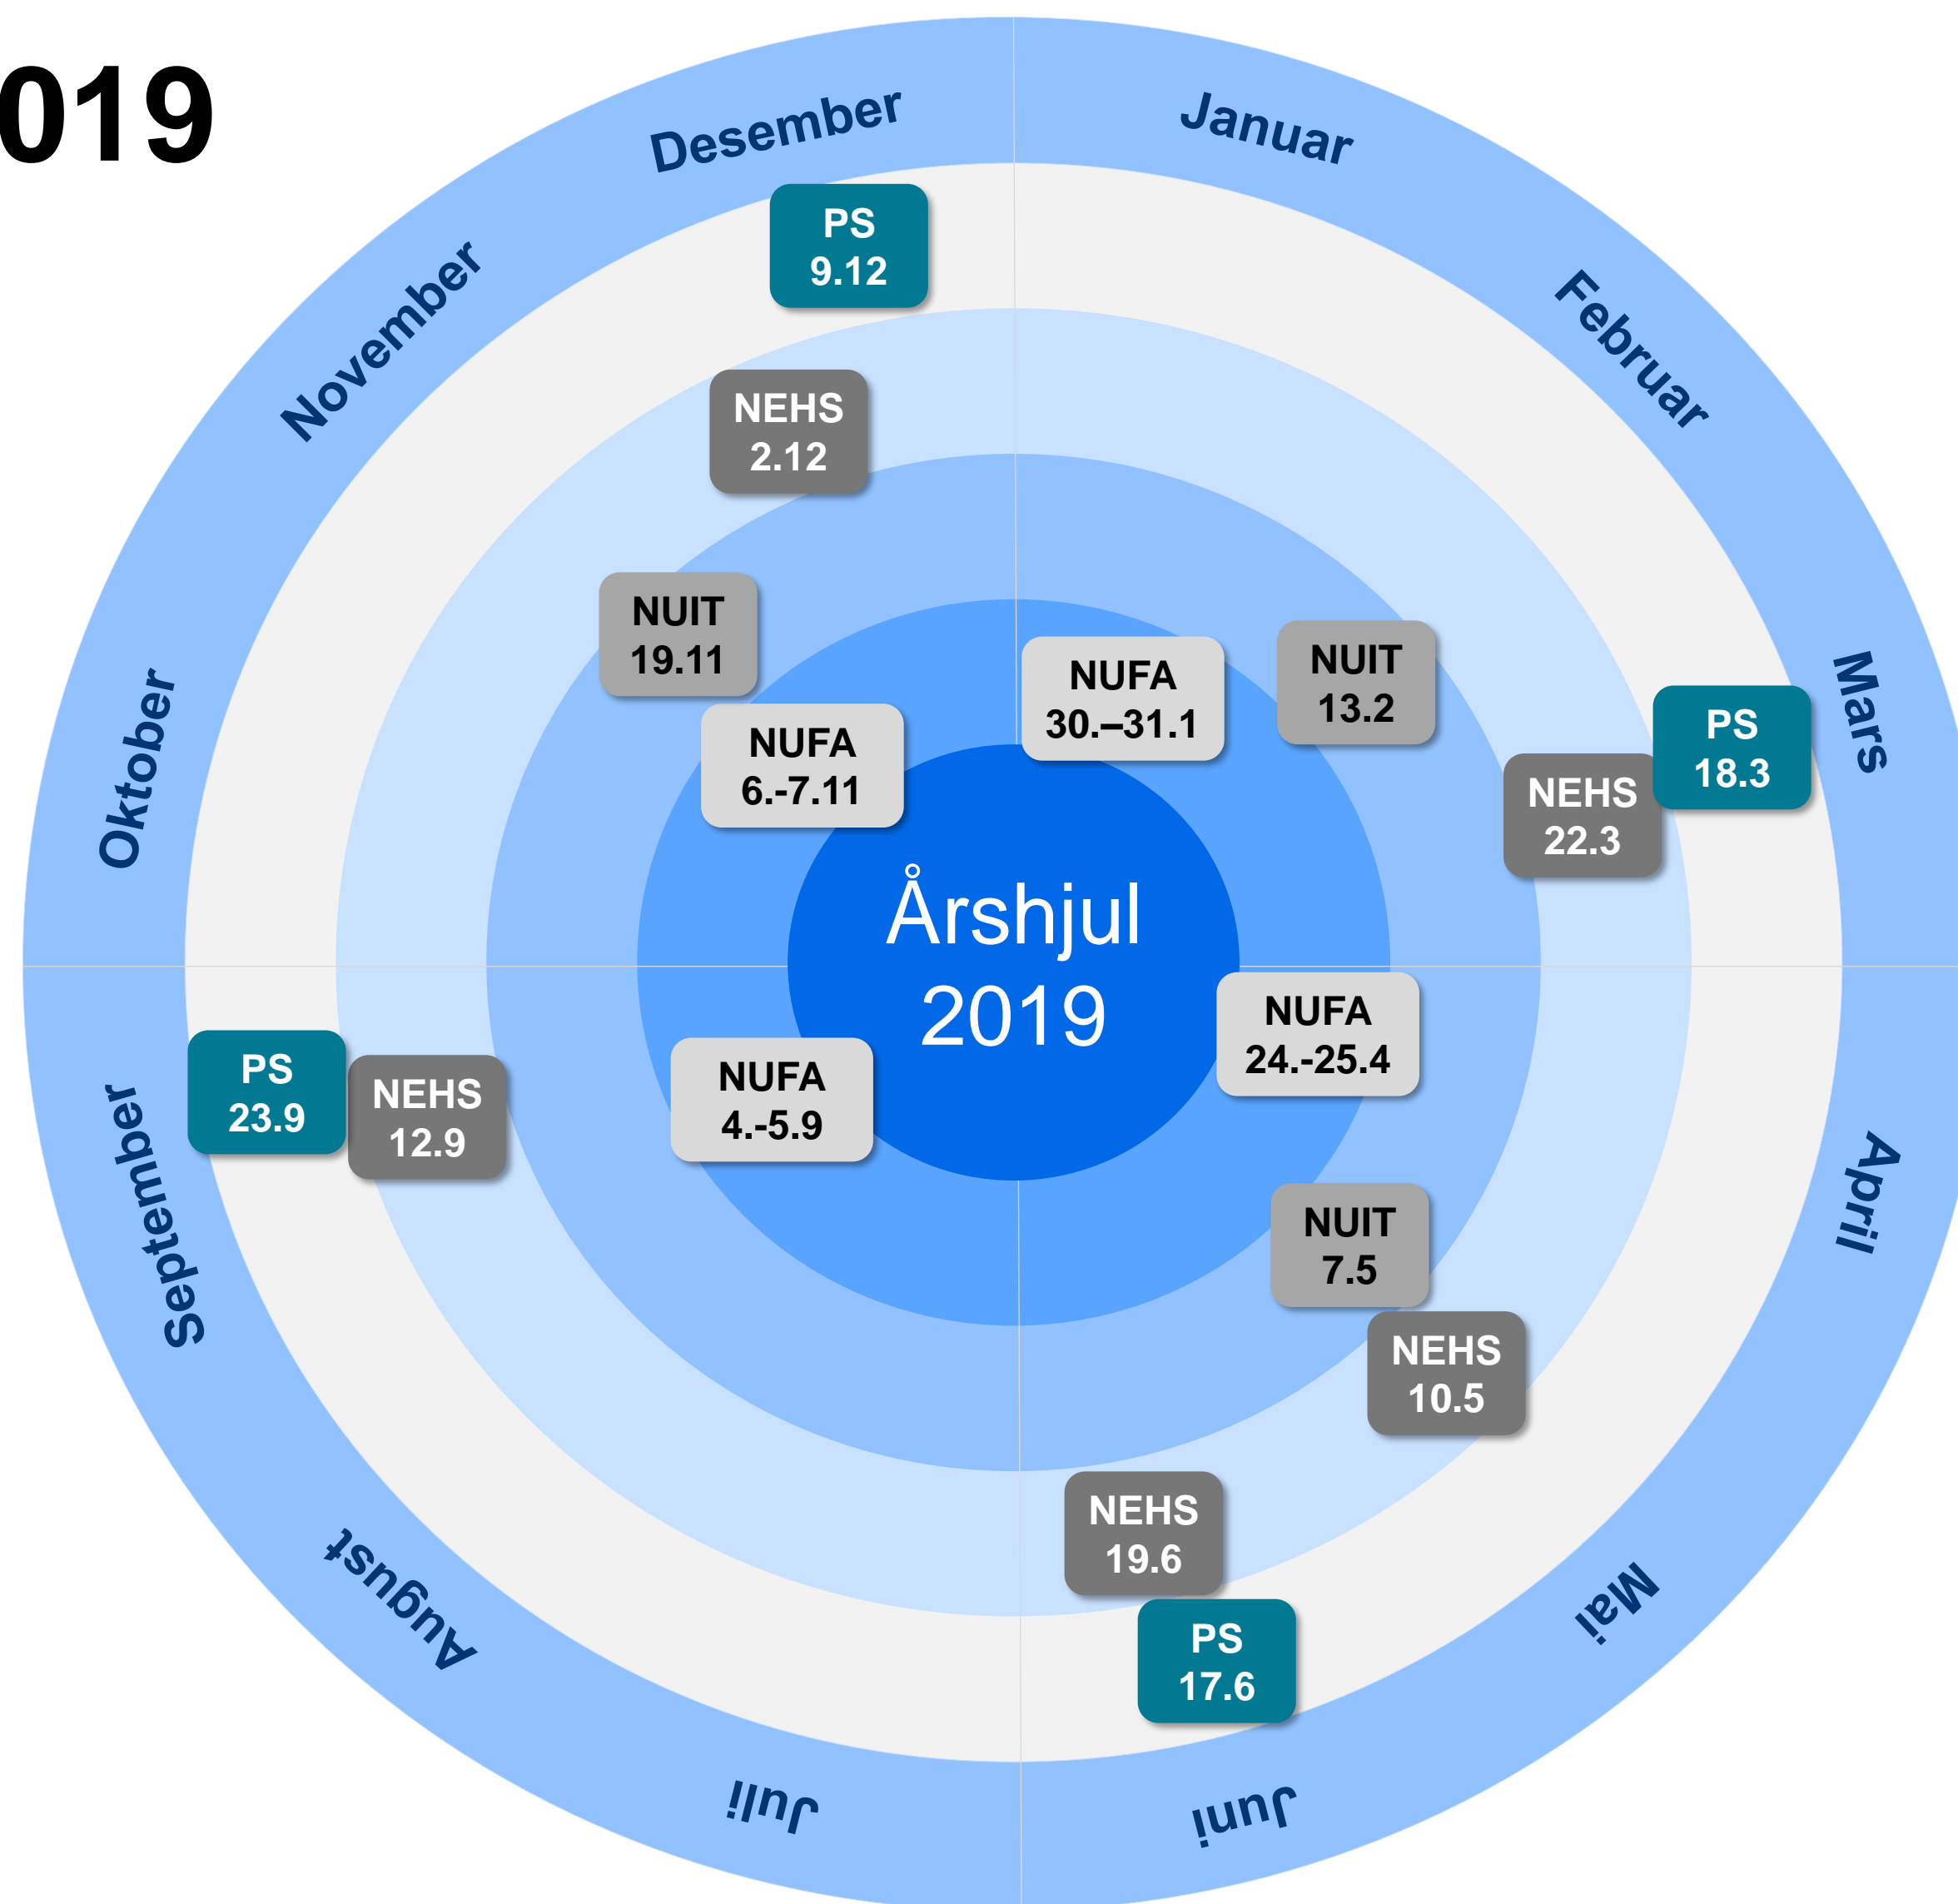 019
Desember
Januar
November
Februar
Oktober
Mars
September
April
August
Mai
Juli
Juni
PS
9.12
NEHS
2.12
NUIT
19.11
NUFA
6.-7.11
NUFA
30.–31.1
NUIT
13.2
PS
18.3
NEHS
22.3
Årshjul
2019
PS
23.9
NEHS
12.9
NUFA
4.-5.9
NUFA
24.-25.4
NUIT
7.5
NEHS
10.5
NEHS
19.6
PS
17.6